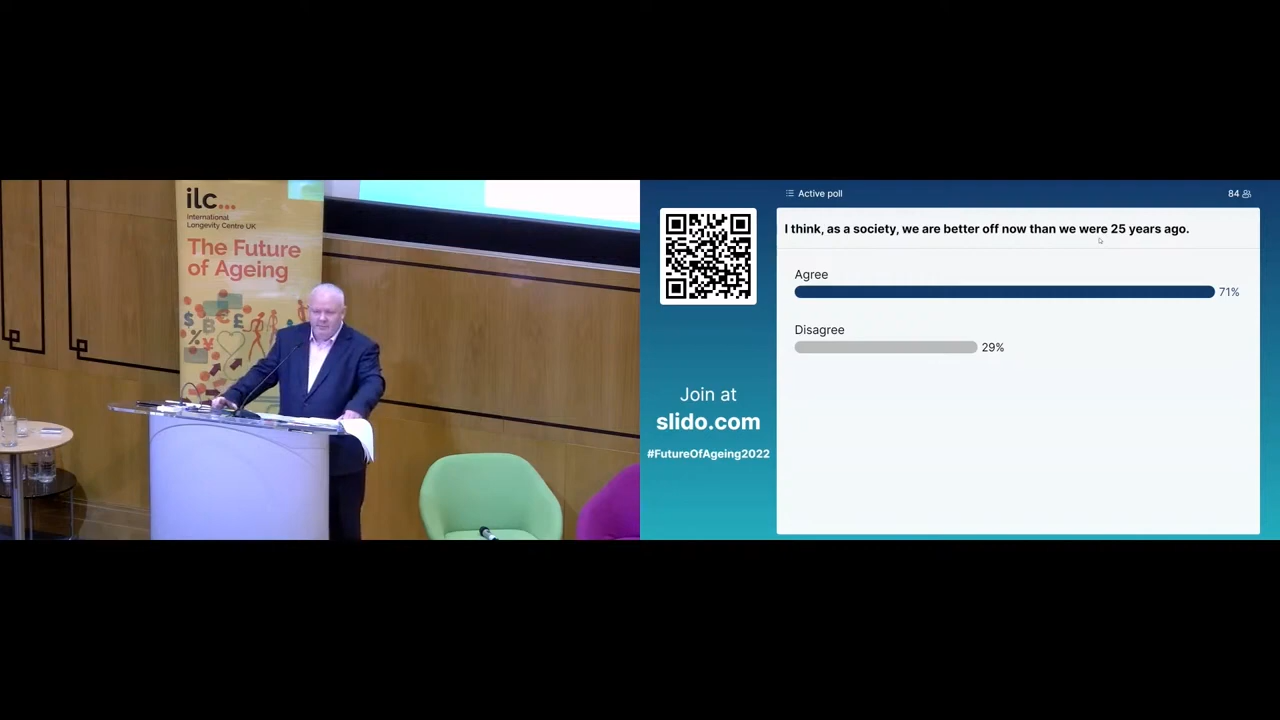 ilc...
International
Longevity Centre UK
The Future
of Ageing
Active poll
84
I think, as a society, we are better off now than we were 25 years ago.
Agree
71%
Disagree
29%
Join at
slido.com
#FutureOfAgeing2022